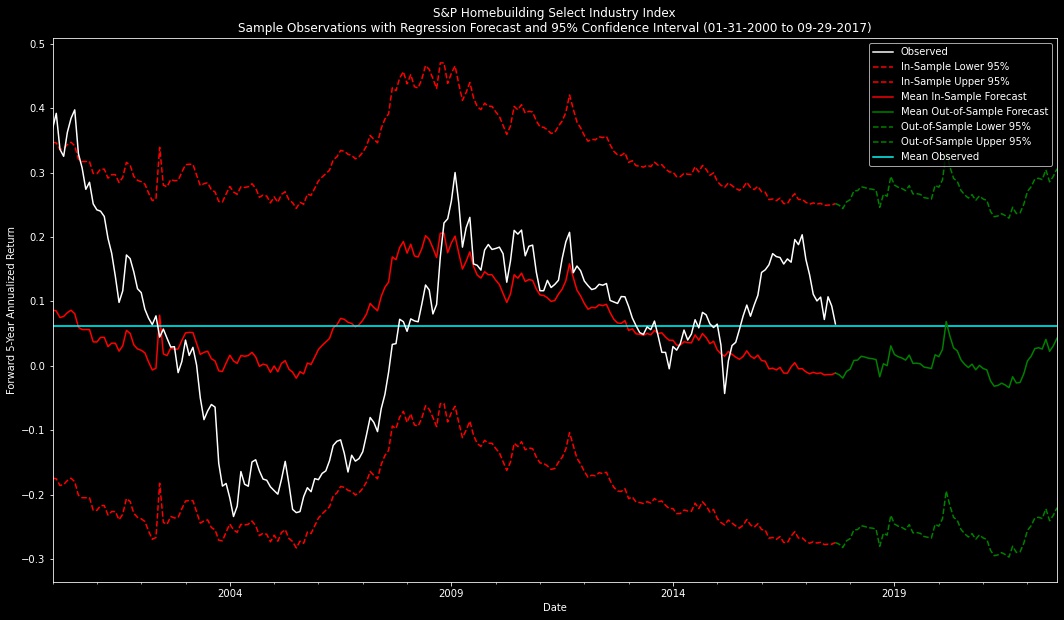 S&P Homebuilding Select Industry Index
Sample Observations with Regression Forecast and 95% Confidence Interval (01-31-2000 to 09-29-2017)
Observed
In-Sample Lower 95%
In-Sample Upper 95%
Mean In-Sample Forecast
Mean Out-of-Sample Forecast
Out-of-Sample Lower 95%
Out-of-Sample Upper 95%
Mean Observed
Forward 5-Year Annualized Return
0.5
0.4
0.3
0.2
0.1
0.0
−0.1
−0.2
−0.3
2004
2009
2014
2019
Date